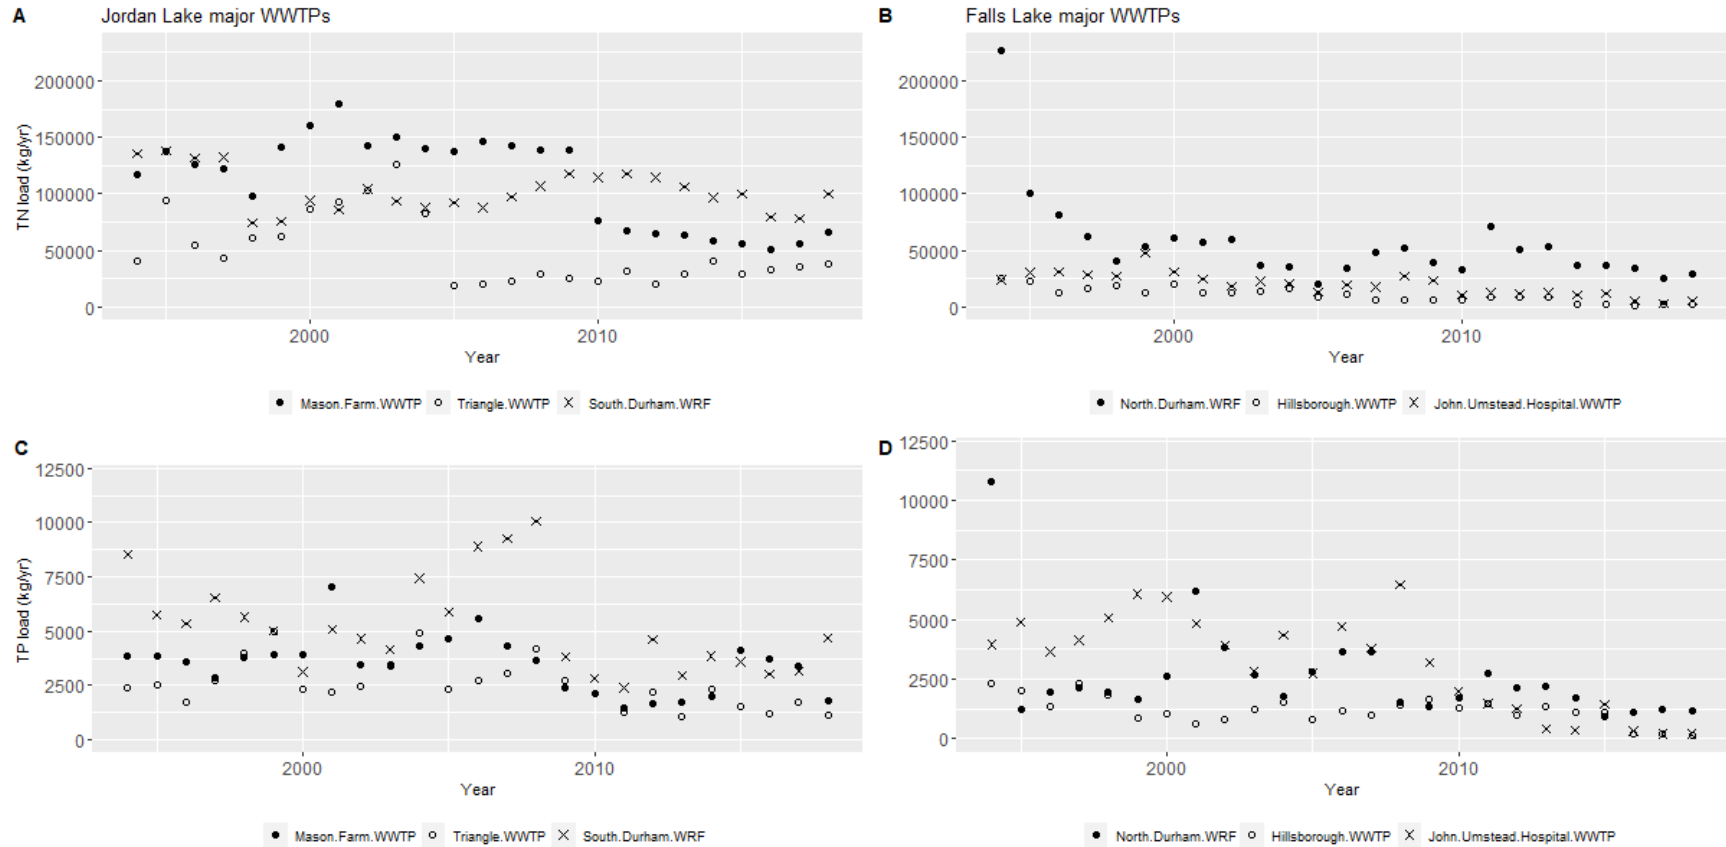 A Jordan Lake major WWTPs
TN load (kg/yr)
200000
150000
100000
50000
0
2000 2010
Year
Mason.Farm.WWTP Triangle.WWTP South.Durham.WRF
B Falls Lake major WWTPs
200000
150000
100000
50000
0
2000 2010
Year
North.Durham.WRF Hillsborough.WWTP John.Umstead.Hospital.WWTP
C
TP load (kg/yr)
12500
10000
7500
5000
2500
0
2000 2010
Year
Mason.Farm.WWTP Triangle.WWTP South.Durham.WRF
D
12500
10000
7500
5000
2500
0
2000 2010
Year
North.Durham.WRF Hillsborough.WWTP John.Umstead.Hospital.WWTP